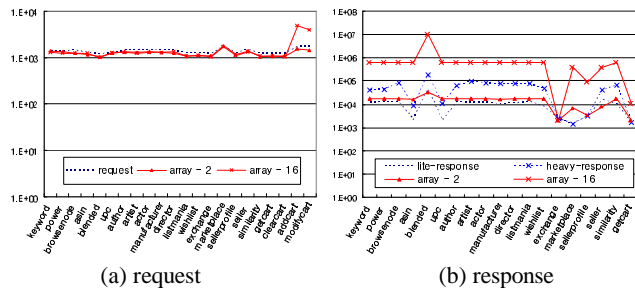 1.E+05
1.E+04
1.E+03
1.E+02
1.E+01
1.E+00
request
array - 2
array - 16
keyword
power
browsenode
asin
blended
upc
author
artist
actor
manufacturer
director
listmania
wishlist
exchange
marketplace
sellerprofile
seller
similarity
getcart
clearcart
addcart
modifycart
(a) request
1.E+08
1.E+07
1.E+06
1.E+05
1.E+04
1.E+03
1.E+02
1.E+01
1.E+00
lite-response
heavy-response
array - 2
array - 16
keyword
power
browsenode
asin
blended
upc
author
artist
actor
manufacturer
director
listmania
wishlist
exchange
marketplace
sellerprofile
seller
similarity
getcart
(b) response